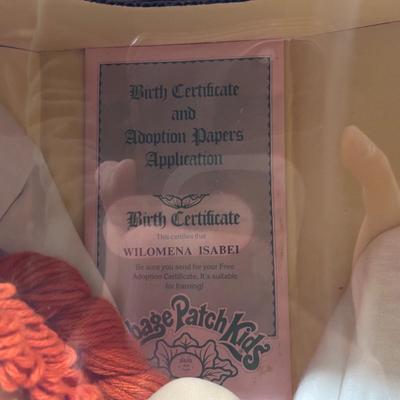 Birth Certificate
and
Adoption Papers
Application
Birth Certificate
This certifies that
WILOMENA ISABEL
Be sure you send for your Free
Adoption Certificate. It's suitable
for framing!
bage Patch Kids